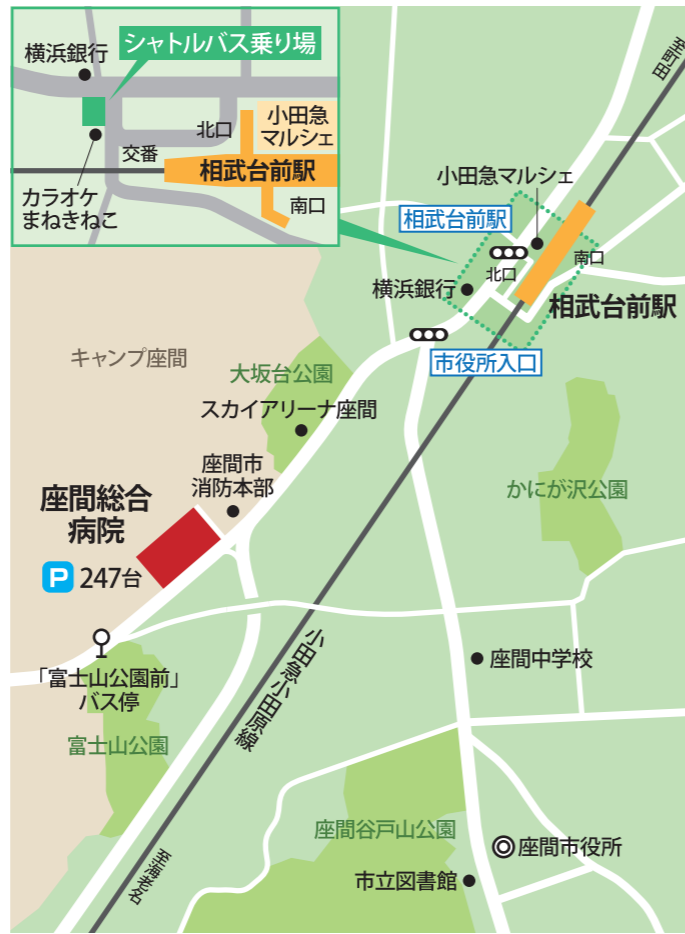 シャトルバス乗り場
横浜銀行
小田急
マルシェ
北口
交番
相武台前駅
カラオケ
まねきねこ
南口
至町田
小田急マルシェ
相武台前駅
北口
南口
横浜銀行
相武台前駅
市役所入口
キャンプ座間
大坂台公園
スカイアリーナ座間
座間市
消防本部
かにが沢公園
座間総合
病院
P 247台
小田急小田原線
座間中学校
「富士山公園前」
バス停
富士山公園
座間谷戸山公園
座間市役所
至海老名
市立図書館